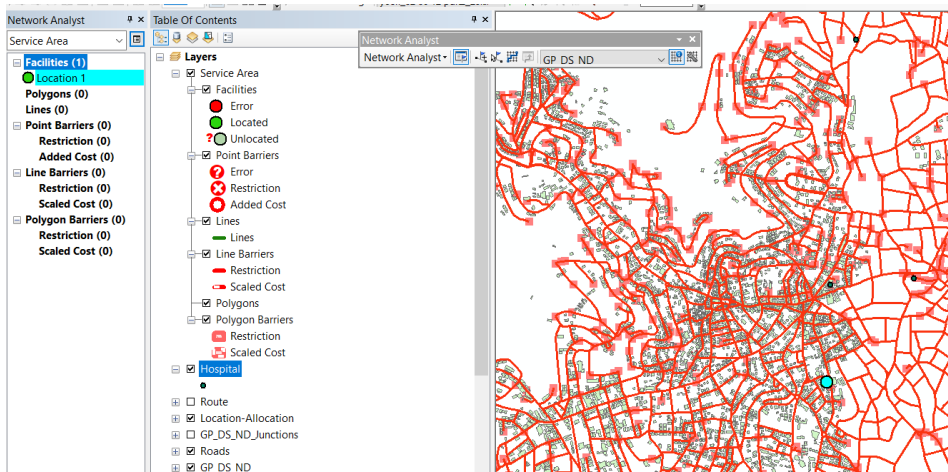 Network Analyst
Service Area
Facilities (1)
Location 1
Polygons (0)
Lines (0)
Point Barriers (0)
Restriction (0)
Added Cost (0)
Line Barriers (0)
Restriction (0)
Scaled Cost (0)
Polygon Barriers (0)
Restriction (0)
Scaled Cost (0)
Table Of Contents
Layers
Service Area
Facilities
Error
Located
Unlocated
Point Barriers
Error
Restriction
Added Cost
Lines
Lines
Line Barriers
Restriction
Scaled Cost
Polygons
Polygon Barriers
Restriction
Scaled Cost
Hospital
Route
Location-Allocation
GP_DS_ND_Junctions
Roads
GP_DS_ND
Network Analyst
Network Analyst
GP_DS_ND